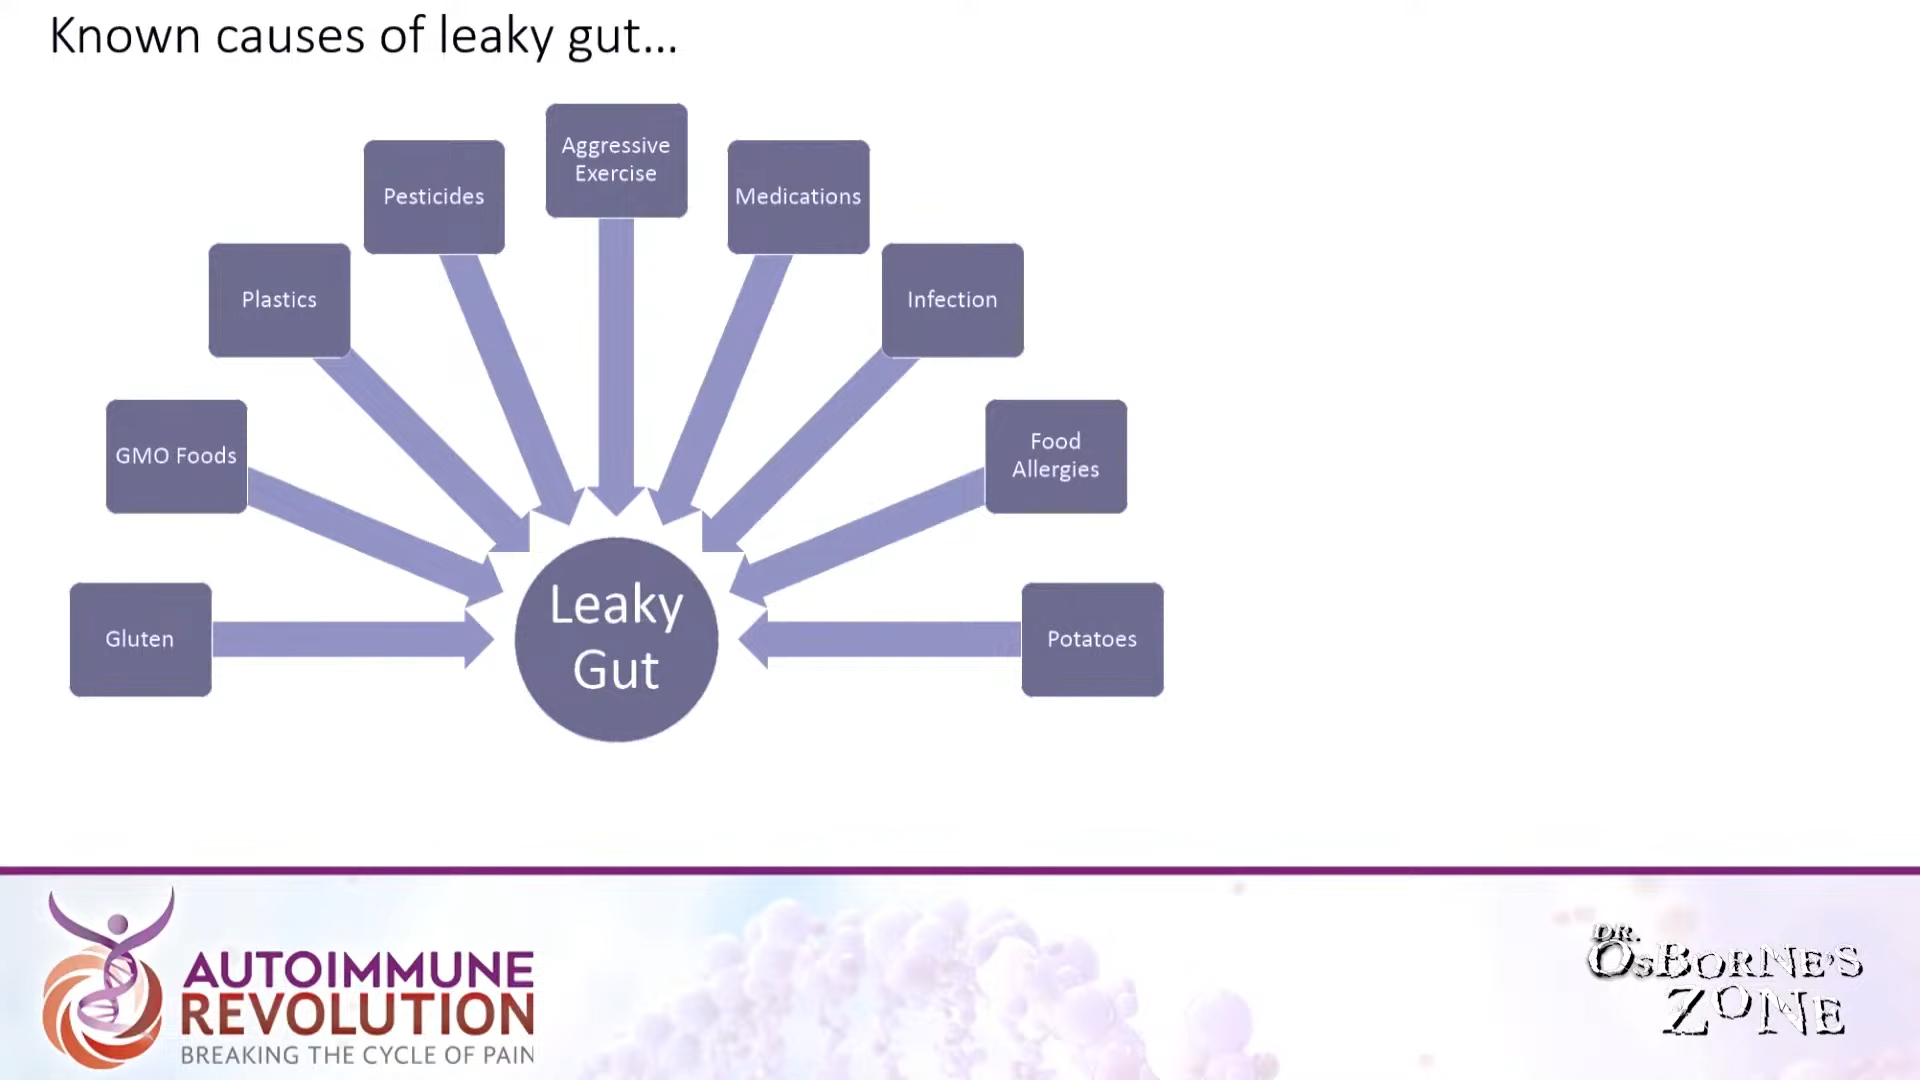 Known causes of leaky gut...
Aggressive
Exercise
Pesticides
Medications
Plastics
Infection
GMO Foods
Food
Allergies
Gluten
Leaky
Gut
Potatoes
AUTOIMMUNE
REVOLUTION
BREAKING THE CYCLE OF PAIN
DR.
OSBORNE'S
ZONE